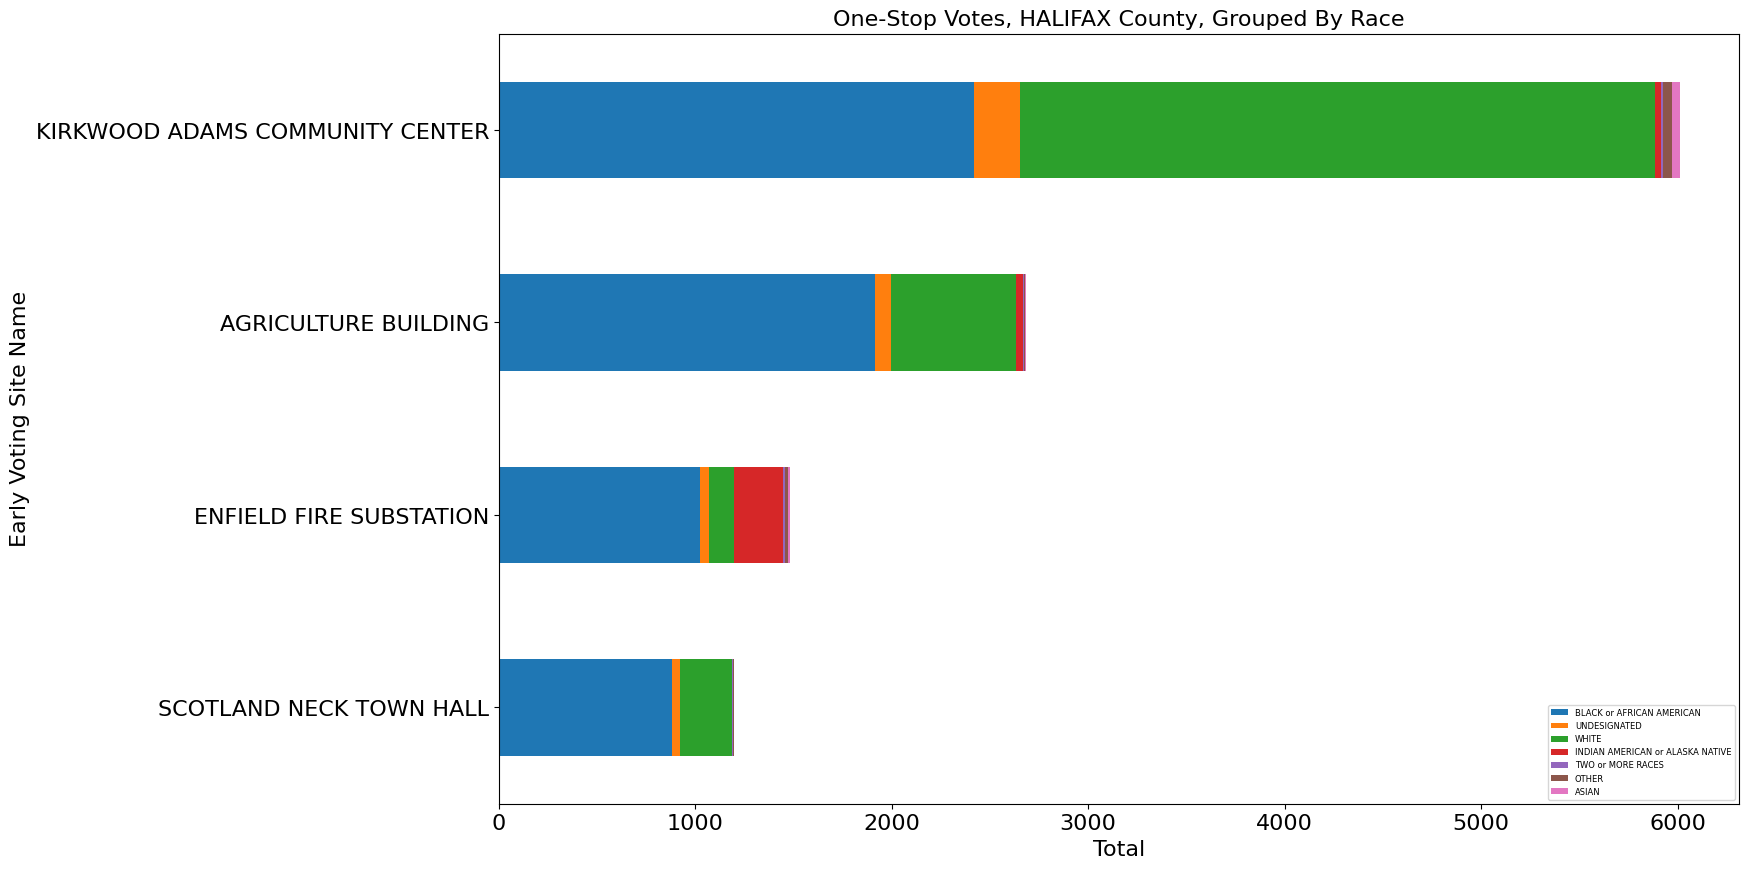 One-Stop Votes, HALIFAX County, Grouped By Race
Early Voting Site Name
KIRKWOOD ADAMS COMMUNITY CENTER
AGRICULTURE BUILDING
ENFIELD FIRE SUBSTATION
SCOTLAND NECK TOWN HALL
BLACK or AFRICAN AMERICAN
UNDESIGNATED
WHITE
INDIAN AMERICAN or ALASKA NATIVE
TWO or MORE RACES
OTHER
ASIAN
0 1000 2000 3000 4000 5000 6000
Total